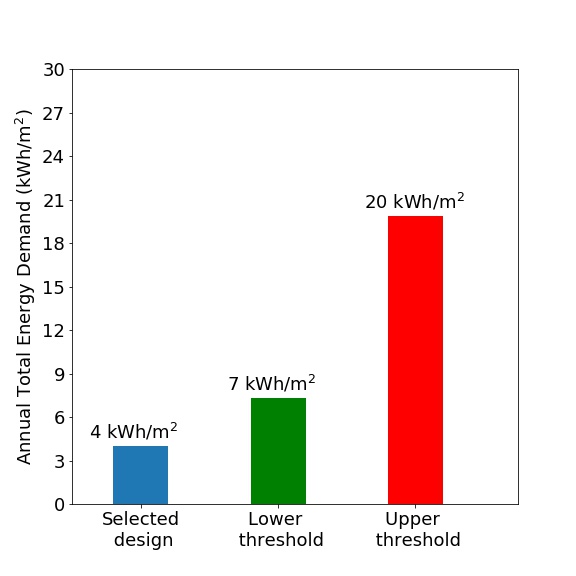 Annual Total Energy Demand (kWh/m²)
30
27
24
21
18
15
12
9
6
3
0
20 kWh/m²
7 kWh/m²
4 kWh/m²
Selected
design
Lower
threshold
Upper
threshold